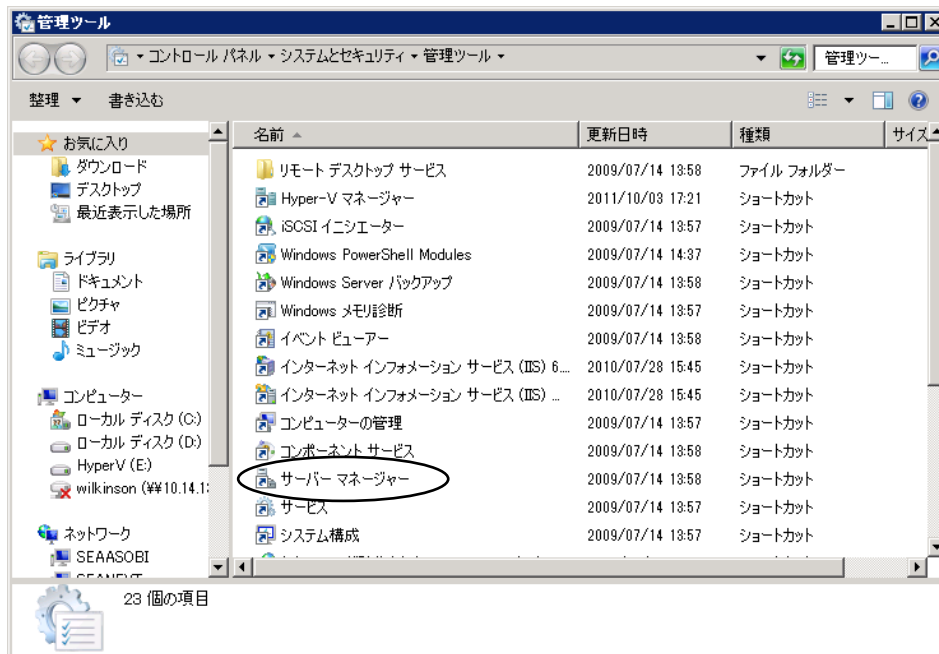 管理ツール
コントロール パネル ▾ システムとセキュリティ ▾ 管理ツール ▾
管理ツー...
整理 ▼ 書き込む
お気に入り
ダウンロード
デスクトップ
最近表示した場所
ライブラリ
ドキュメント
ピクチャ
ビデオ
ミュージック
コンピューター
ローカル ディスク (C:)
ローカル ディスク (D:)
HyperV (E:)
wilkinson (¥¥10.14.1
ネットワーク
SEAASOBI
名前 更新日時 種類 サイズ
リモート デスクトップ サービス 2009/07/14 13:58 ファイル フォルダー
Hyper-V マネージャー 2011/10/03 17:21 ショートカット
iSCSI イニシエーター 2009/07/14 13:57 ショートカット
Windows PowerShell Modules 2009/07/14 14:37 ショートカット
Windows Server バックアップ 2009/07/14 13:58 ショートカット
Windows メモリ診断 2009/07/14 13:57 ショートカット
イベント ビューアー 2009/07/14 13:58 ショートカット
インターネット インフォメーション サービス (IIS) 6.... 2010/07/28 15:45 ショートカット
インターネット インフォメーション サービス (IIS) ... 2010/07/28 15:45 ショートカット
コンピューターの管理 2009/07/14 13:57 ショートカット
コンポーネント サービス 2009/07/14 13:58 ショートカット
サーバー マネージャー 2009/07/14 13:58 ショートカット
サービス 2009/07/14 13:57 ショートカット
システム構成 2009/07/14 13:57 ショートカット
23 個の項目